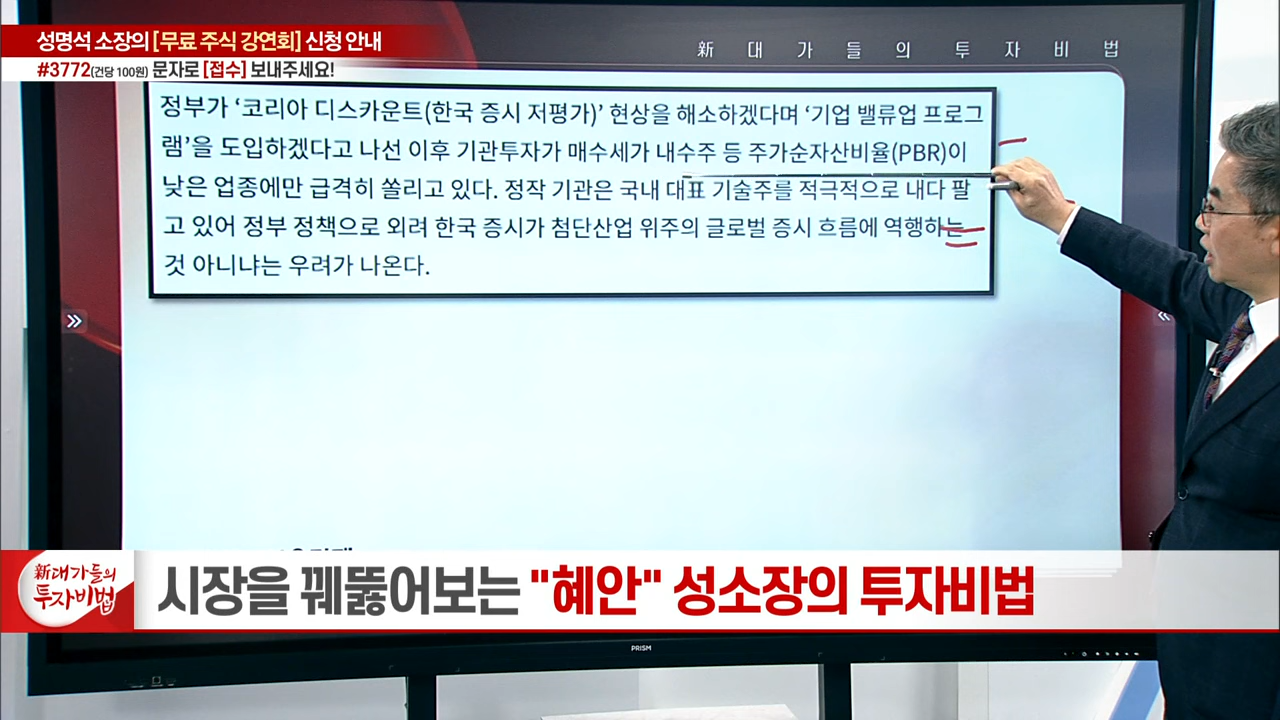 성명석 소장의 [무료 주식 강연회] 신청 안내
#3772(건당 100원) 문자로 [접수] 보내주세요!
新 대 가 들 의 투 자 비 법
정부가 ‘코리아 디스카운트(한국 증시 저평가)’ 현상을 해소하겠다며 ‘기업 밸류업 프로그
램’을 도입하겠다고 나선 이후 기관투자가 매수세가 내수주 등 주가순자산비율(PBR)이
낮은 업종에만 급격히 쏠리고 있다. 정작 기관은 국내 대표 기술주를 적극적으로 내다 팔
고 있어 정부 정책으로 외려 한국 증시가 첨단산업 위주의 글로벌 증시 흐름에 역행하는
것 아니냐는 우려가 나온다.
新대가들의
투자비법
시장을 꿰뚫어보는 "혜안" 성소장의 투자비법
PRISM